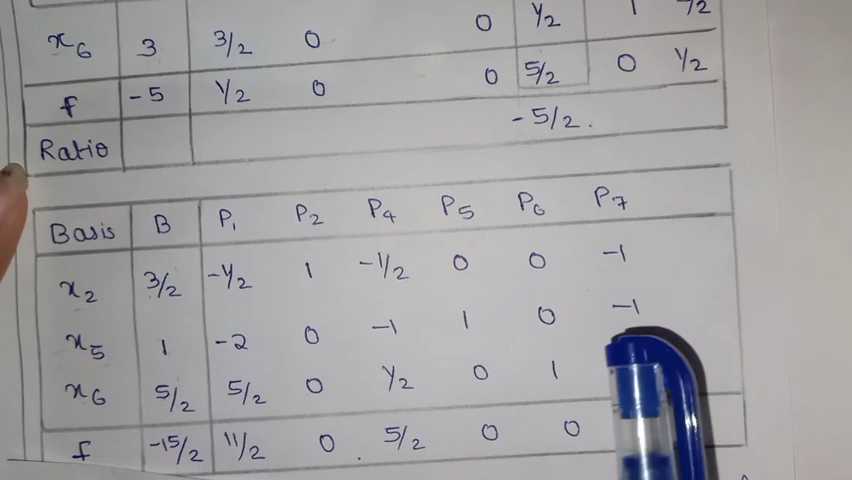 x6 3 3/2 0 0 1/2 1
f -5 1/2 0 0 5/2 0 1/2
Ratio -5/2.
Basis B P1 P2 P4 P5 P6 P7
x2 3/2 -1/2 1 -1/2 0 0 -1
x5 1 -2 0 -1 1 0 -1
x6 5/2 5/2 0 1/2 0 1
f -15/2 11/2 0 . 5/2 0 0